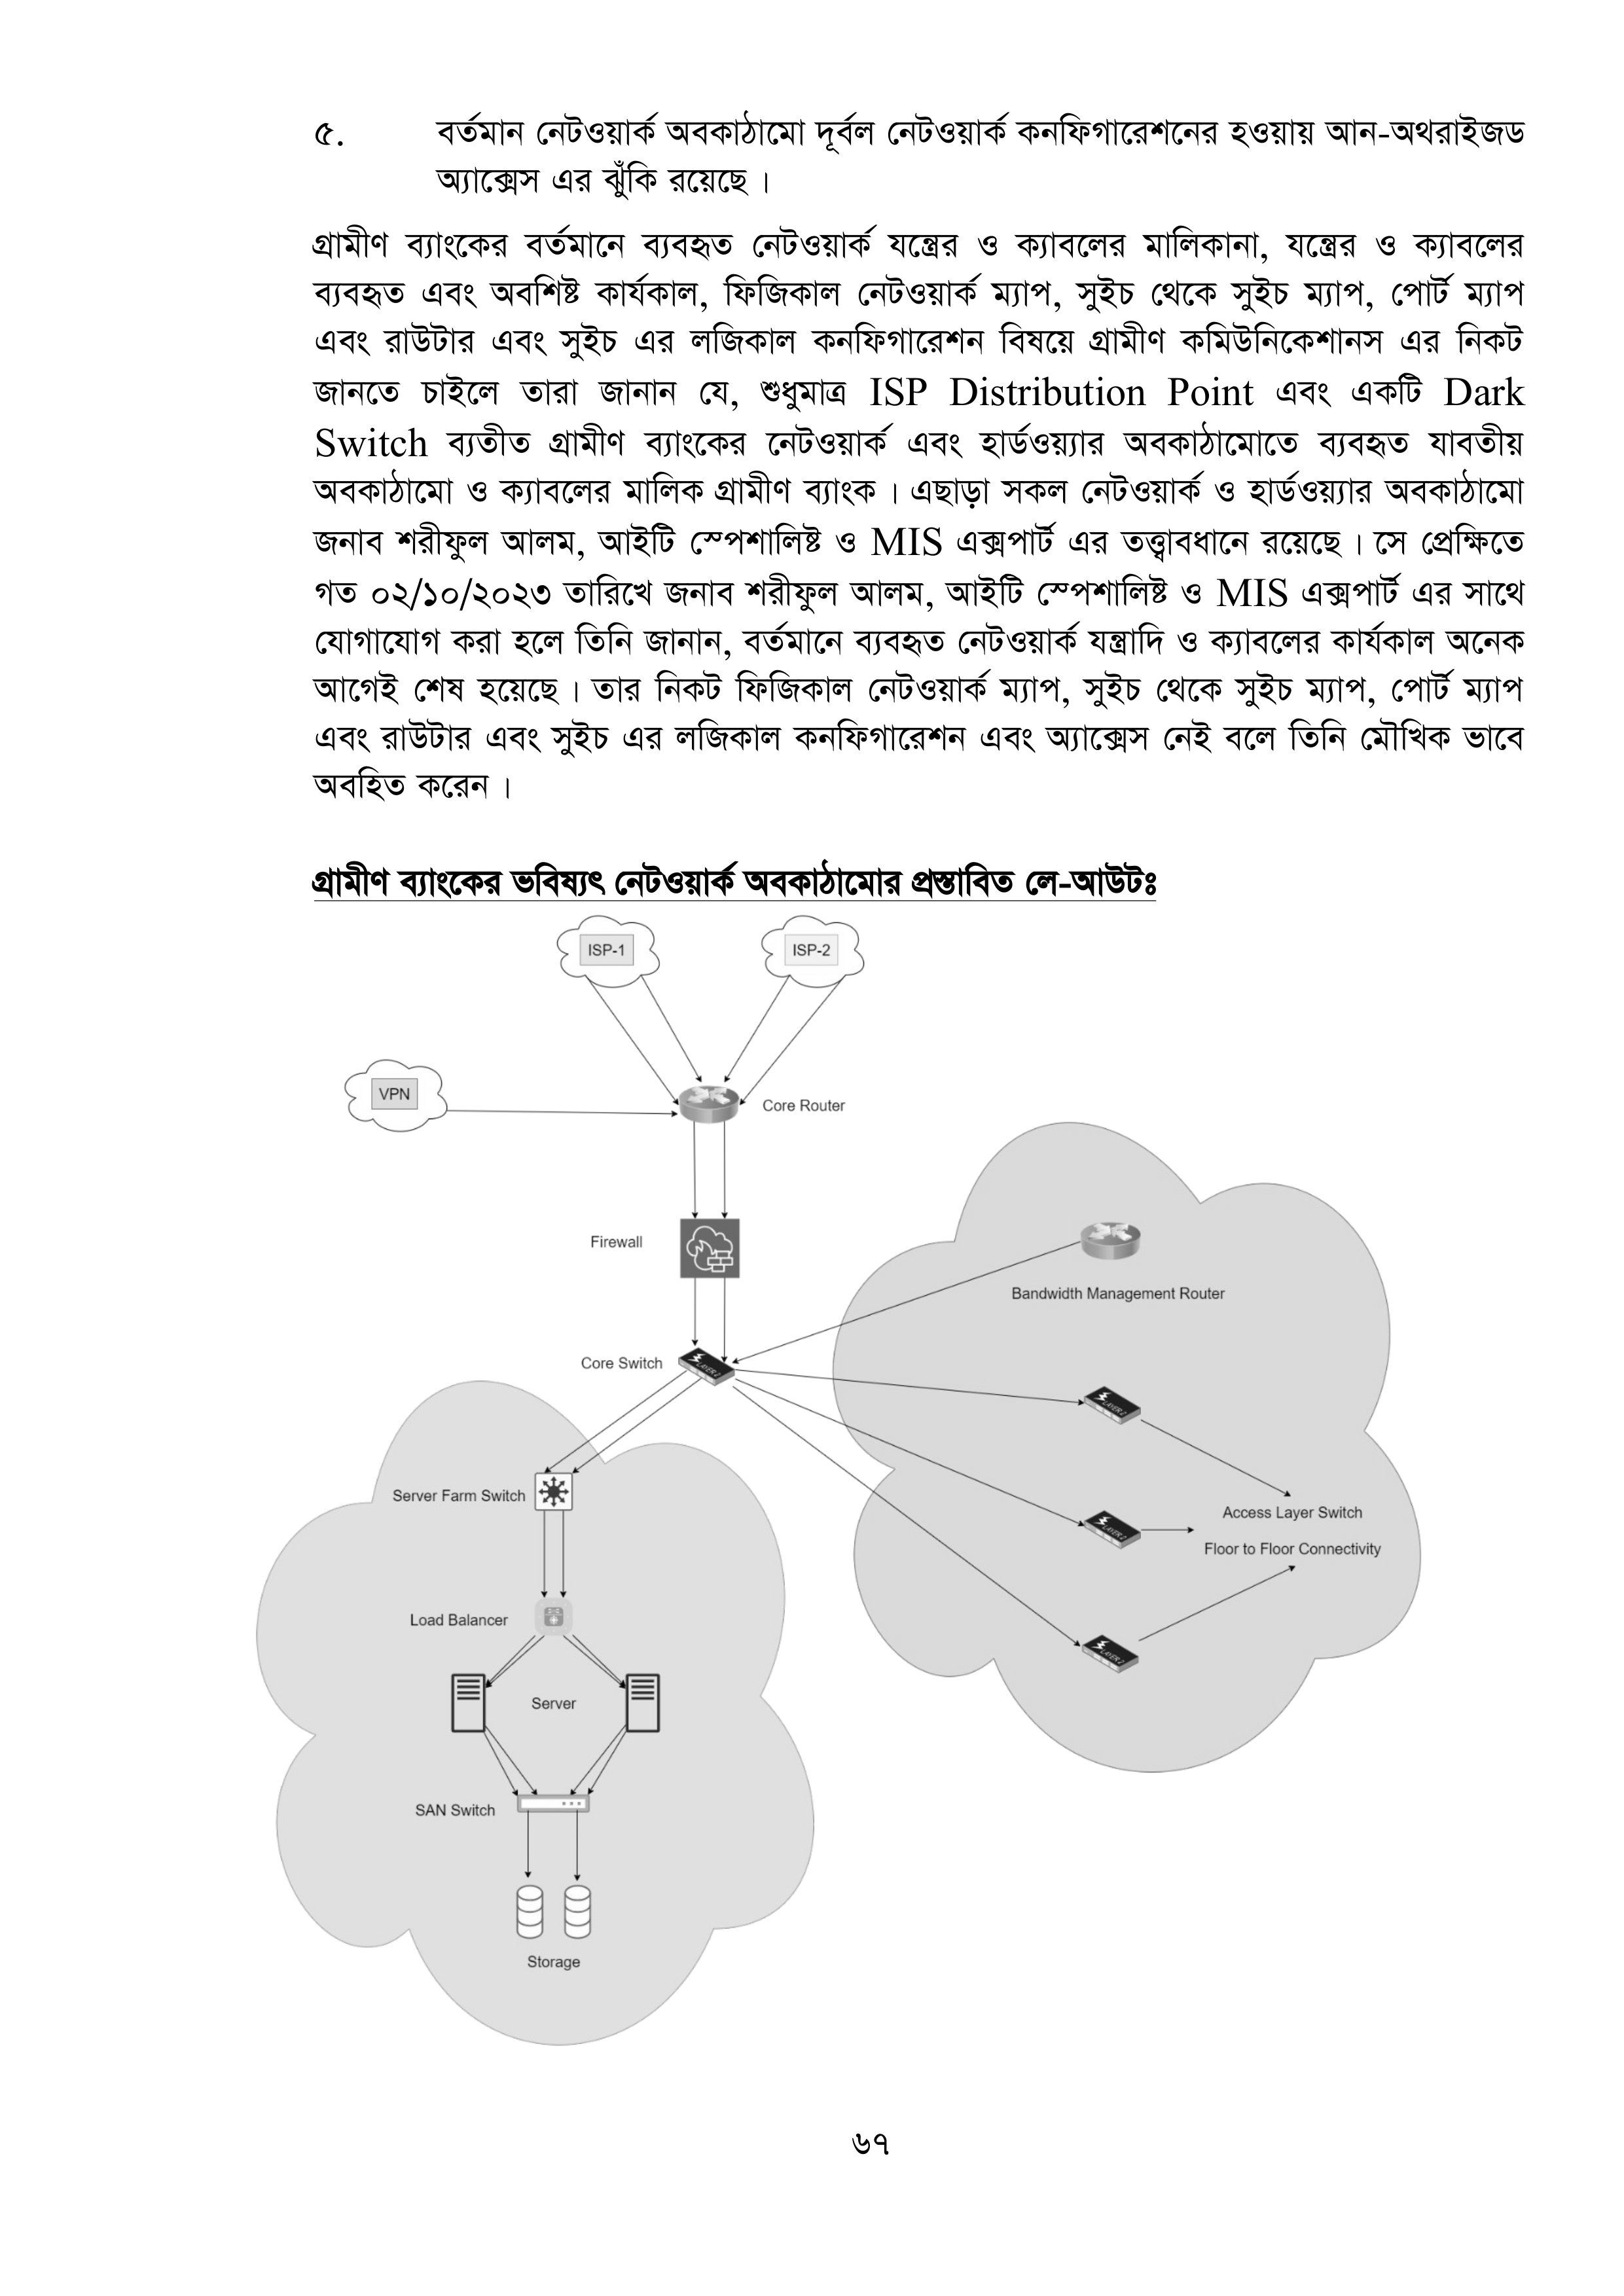 ৫. বর্তমান নেটওয়ার্ক অবকাঠামো দূর্বল নেটওয়ার্ক কনফিগারেশনের হওয়ায় আন-অথরাইজড
অ্যাক্সেস এর ঝুঁকি রয়েছে।
গ্রামীণ ব্যাংকের বর্তমানে ব্যবহৃত নেটওয়ার্ক যন্ত্রের ও ক্যাবলের মালিকানা, যন্ত্রের ও ক্যাবলের
ব্যবহৃত এবং অবশিষ্ট কার্যকাল, ফিজিকাল নেটওয়ার্ক ম্যাপ, সুইচ থেকে সুইচ ম্যাপ, পোর্ট ম্যাপ
এবং রাউটার এবং সুইচ এর লজিকাল কনফিগারেশন বিষয়ে গ্রামীণ কমিউনিকেশানস এর নিকট
জানতে চাইলে তারা জানান যে, শুধুমাত্র ISP Distribution Point এবং একটি Dark
Switch ব্যতীত গ্রামীণ ব্যাংকের নেটওয়ার্ক এবং হার্ডওয়্যার অবকাঠামোতে ব্যবহৃত যাবতীয়
অবকাঠামো ও ক্যাবলের মালিক গ্রামীণ ব্যাংক। এছাড়া সকল নেটওয়ার্ক ও হার্ডওয়্যার অবকাঠামো
জনাব শরীফুল আলম, আইটি স্পেশালিষ্ট ও MIS এক্সপার্ট এর তত্ত্বাবধানে রয়েছে। সে প্রেক্ষিতে
গত ০২/১০/২০২৩ তারিখে জনাব শরীফুল আলম, আইটি স্পেশালিষ্ট ও MIS এক্সপার্ট এর সাথে
যোগাযোগ করা হলে তিনি জানান, বর্তমানে ব্যবহৃত নেটওয়ার্ক যন্ত্রাদি ও ক্যাবলের কার্যকাল অনেক
আগেই শেষ হয়েছে। তার নিকট ফিজিকাল নেটওয়ার্ক ম্যাপ, সুইচ থেকে সুইচ ম্যাপ, পোর্ট ম্যাপ
এবং রাউটার এবং সুইচ এর লজিকাল কনফিগারেশন এবং অ্যাক্সেস নেই বলে তিনি মৌখিক ভাবে
অবহিত করেন।
গ্রামীণ ব্যাংকের ভবিষ্যৎ নেটওয়ার্ক অবকাঠামোর প্রস্তাবিত লে-আউটঃ
ISP-1
ISP-2
VPN
Core Router
Firewall
Bandwidth Management Router
Core Switch
LAYER 2
LAYER 2
Server Farm Switch
Access Layer Switch
LAYER 2
Floor to Floor Connectivity
Load Balancer
LAYER 2
Server
SAN Switch
Storage
৬৭